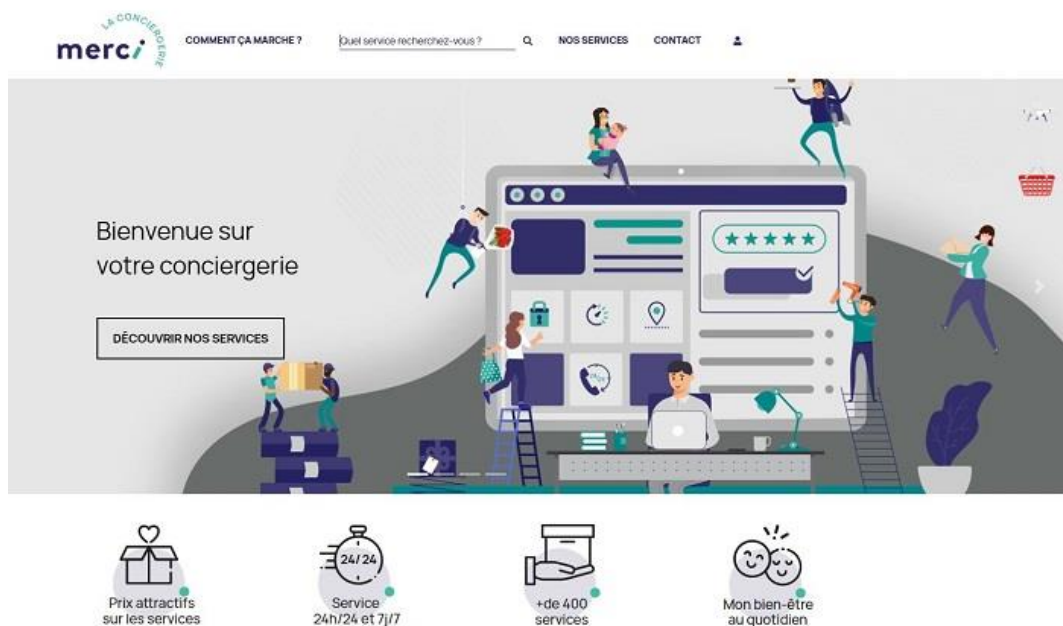 LA CONCIERGERIE
merci
COMMENT ÇA MARCHE ?
Quel service recherchez-vous ?
NOS SERVICES
CONTACT
Bienvenue sur
votre conciergerie
DÉCOUVRIR NOS SERVICES
24/24
Prix attractifs
sur les services
Service
24h/24 et 7j/7
+de 400
services
Mon bien-être
au quotidien